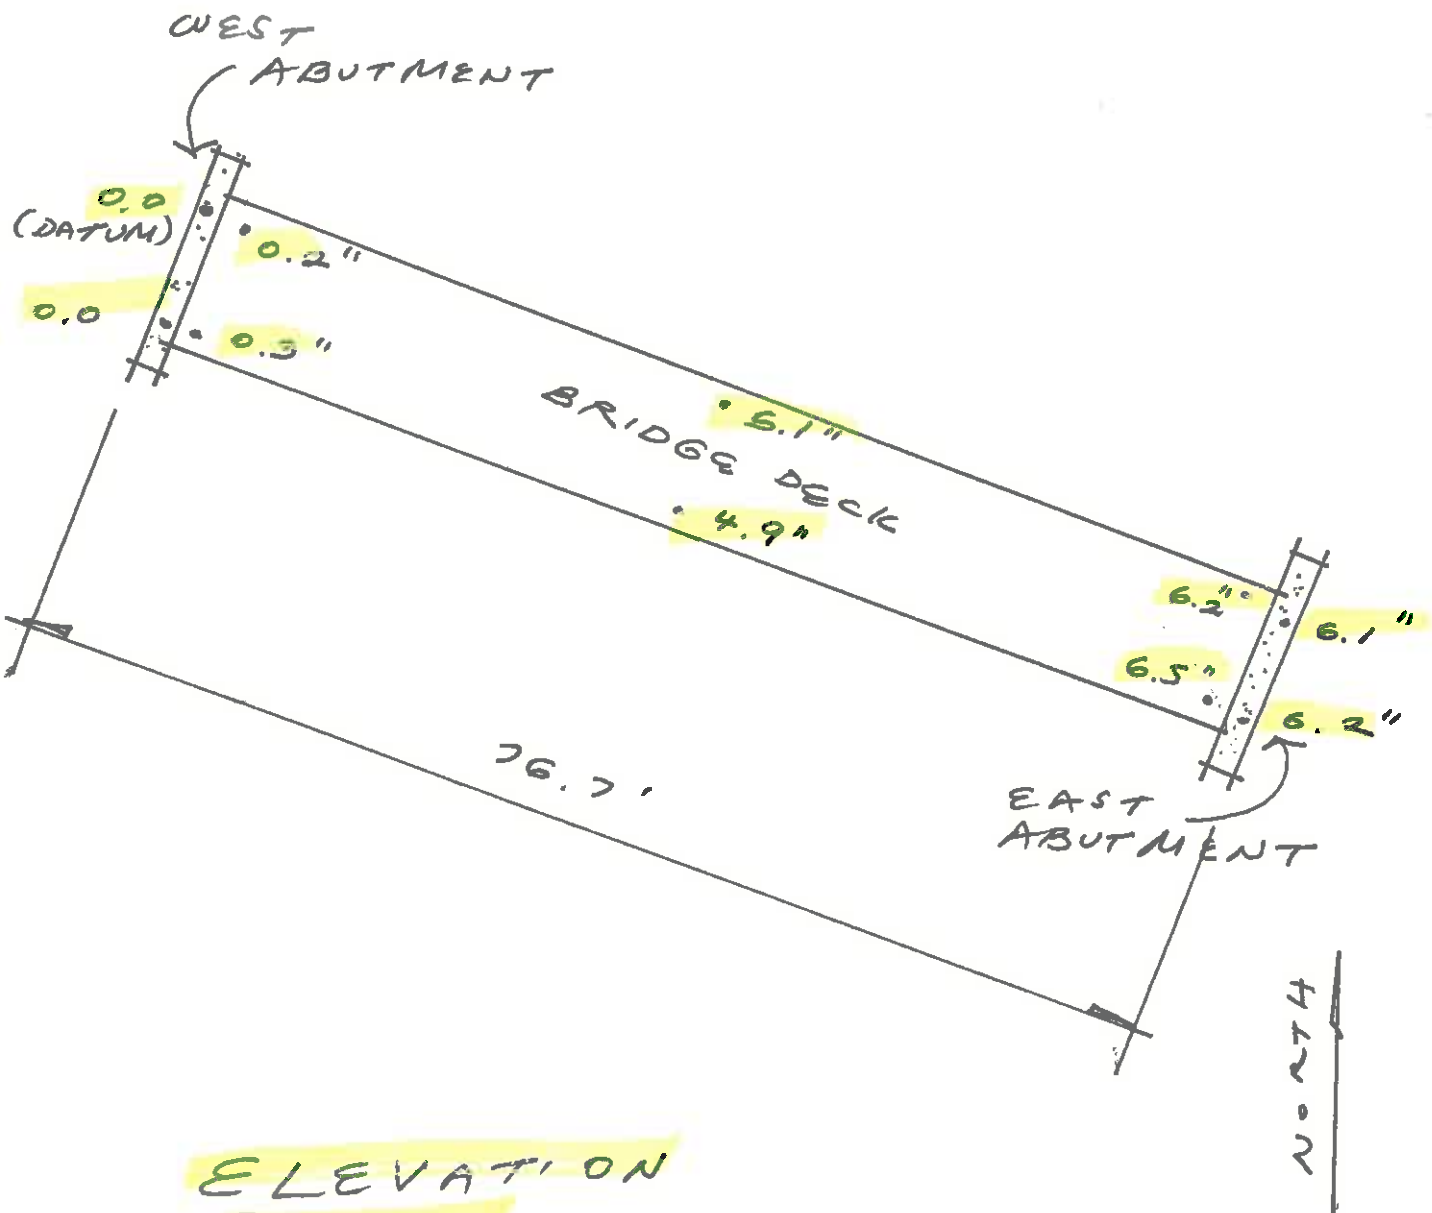 WEST
ABUTMENT
0.0
(DATUM)
0.2"
0.0
0.3"
5.1"
BRIDGE DECK
4.9"
6.2"
6.1"
6.5"
6.2"
76.7'
EAST
ABUTMENT
NORTH
ELEVATION